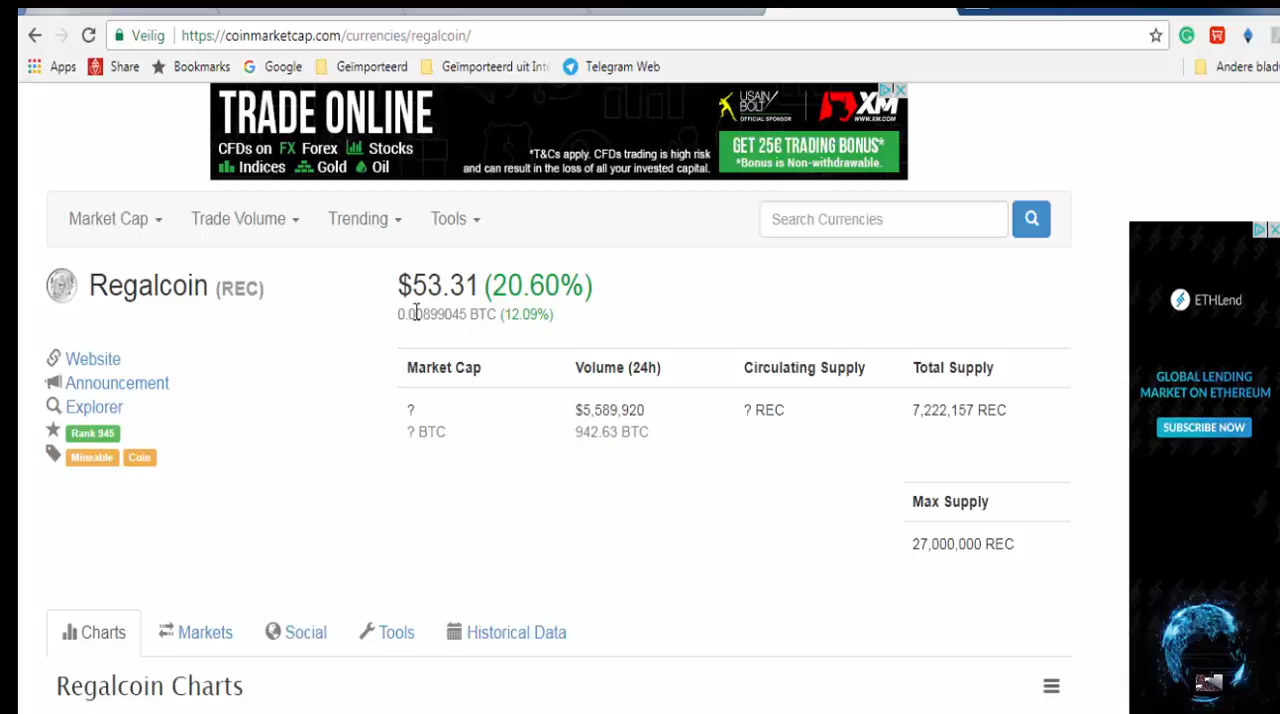 Veilig https://coinmarketcap.com/currencies/regalcoin/
Apps Share Bookmarks Google Geïmporteerd Geïmporteerd uit Telegram Web Andere
TRADE ONLINE
CFDs on FX Forex Stocks
Indices Gold Oil
*T&Cs apply. CFDs trading is high risk
and can result in the loss of all your invested capital.
USAIN
BOLT
OFFICIAL SPONSOR
XM
WWW.XM.COM
GET 25€ TRADING BONUS*
*Bonus is Non-withdrawable.
Market Cap Trade Volume Trending Tools Search Currencies
Regalcoin (REC) $53.31 (20.60%)
0.00899045 BTC (12.09%)
Website
Announcement
Explorer
Rank 945
Mineable Coin
Market Cap Volume (24h) Circulating Supply Total Supply
? $5,589,920 ? REC 7,222,157 REC
? BTC 942.63 BTC
Max Supply
27,000,000 REC
ETHLend
GLOBAL LENDING
MARKET ON ETHEREUM
SUBSCRIBE NOW
Charts Markets Social Tools Historical Data
Regalcoin Charts